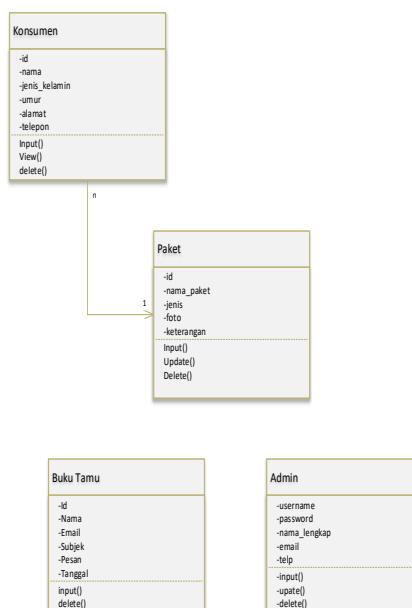 Konsumen
-id
-nama
-jenis_kelamin
-umur
-alamat
-telepon
Input()
View()
delete()
n
1
Paket
-id
-nama_paket
-jenis
-foto
-keterangan
Input()
Update()
Delete()
Buku Tamu
-Id
-Nama
-Email
-Subjek
-Pesan
-Tanggal
input()
delete()
Admin
-username
-password
-nama_lengkap
-email
-telp
-input()
-upate()
-delete()